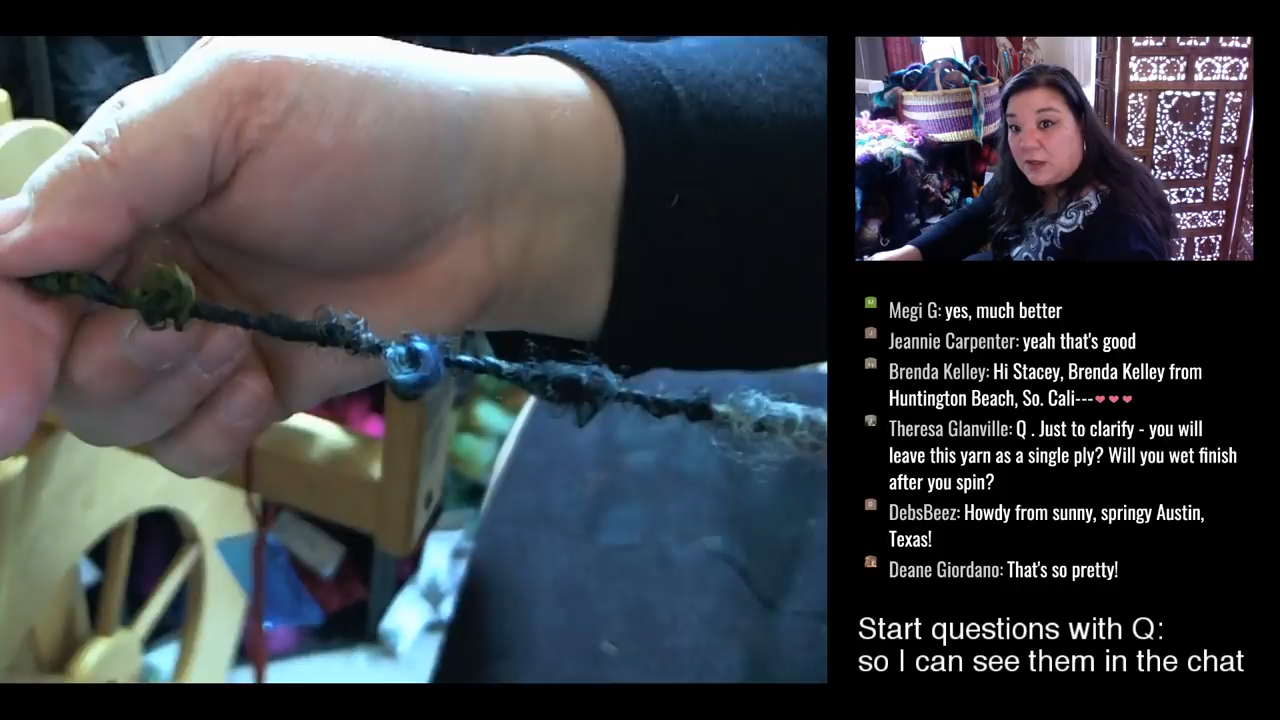 Megi G: yes, much better
Jeannie Carpenter: yeah that's good
Brenda Kelley: Hi Stacey, Brenda Kelley from
Huntington Beach, So. Cali---❤❤❤
Theresa Glanville: Q . Just to clarify - you will
leave this yarn as a single ply? Will you wet finish
after you spin?
DebsBeez: Howdy from sunny, springy Austin,
Texas!
Deane Giordano: That's so pretty!
Start questions with Q:
so I can see them in the chat